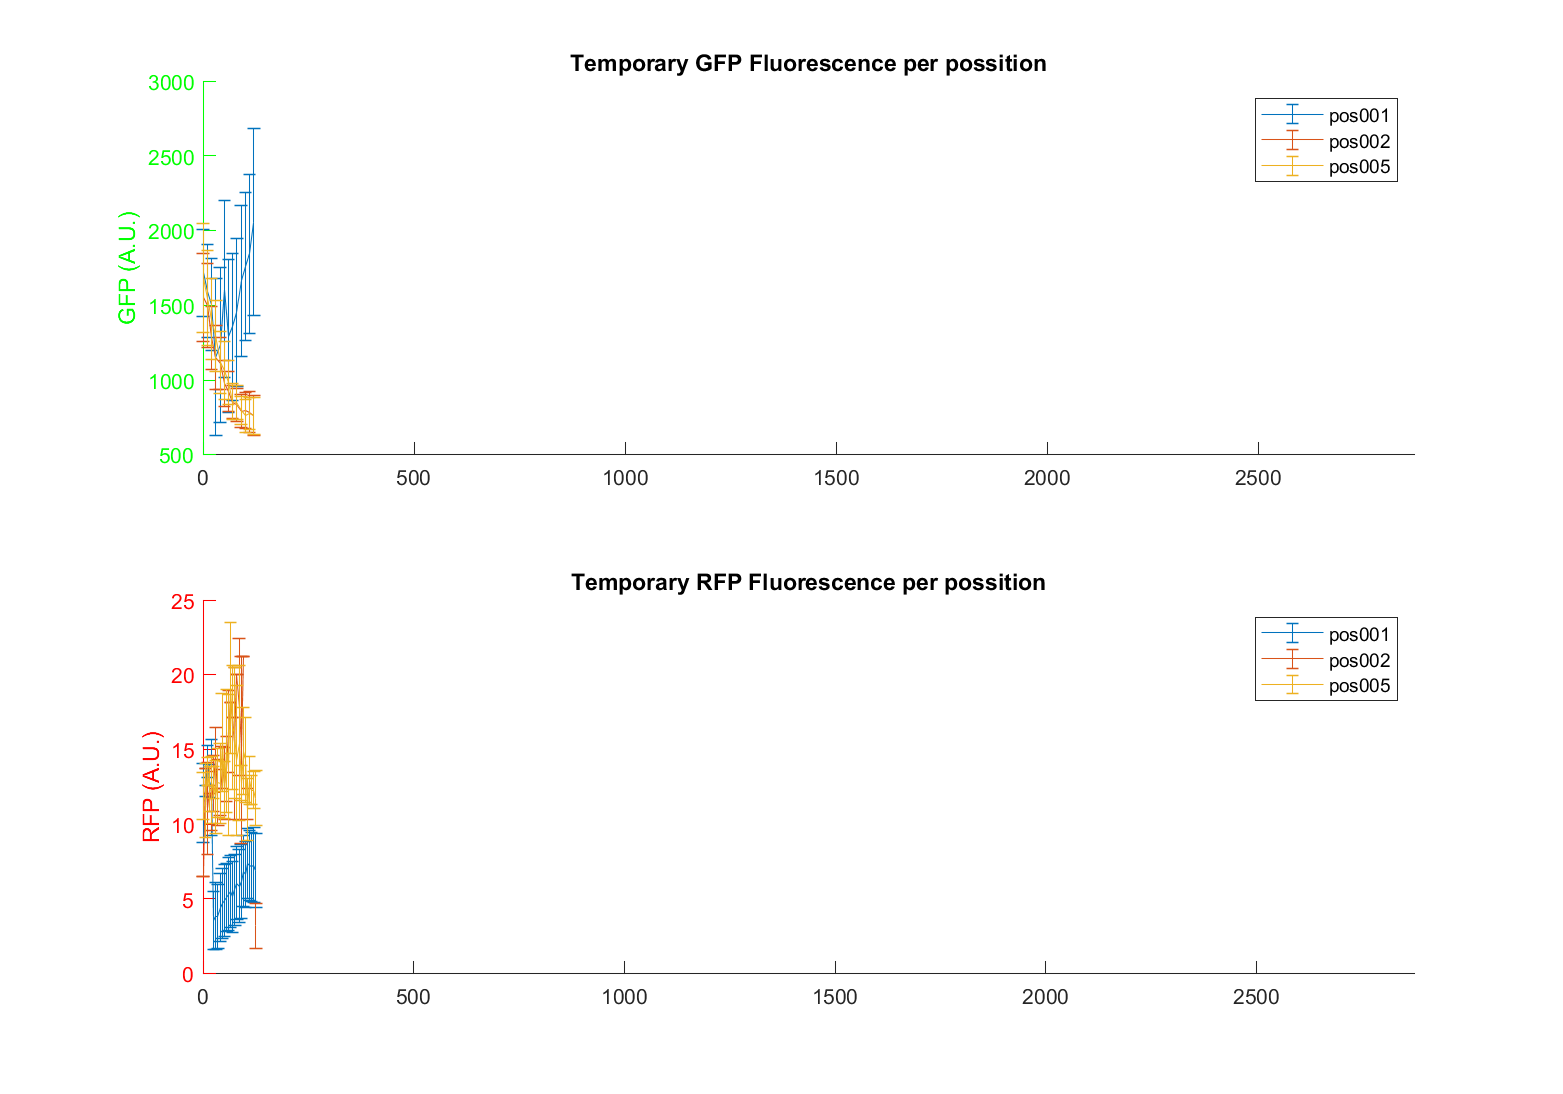 Temporary GFP Fluorescence per possition
3000
2500
2000
1500
1000
500
GFP (A.U.)
0 500 1000 1500 2000 2500
pos001
pos002
pos005
Temporary RFP Fluorescence per possition
25
20
15
10
5
0
RFP (A.U.)
0 500 1000 1500 2000 2500
pos001
pos002
pos005